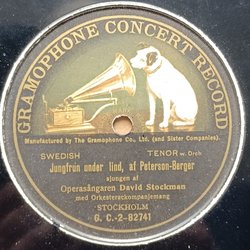 GRAMOPHONE CONCERT RECORD
Manufactured by The Gramophone Co., Ltd. (and Sister Companies).
SWEDISH TENOR w. Orch
Jungfrun under lind, af Peterson-Berger
sjungen af
Operasångaren David Stockman
med Orkesterackompanjemang
STOCKHOLM
G. C.-2-82741